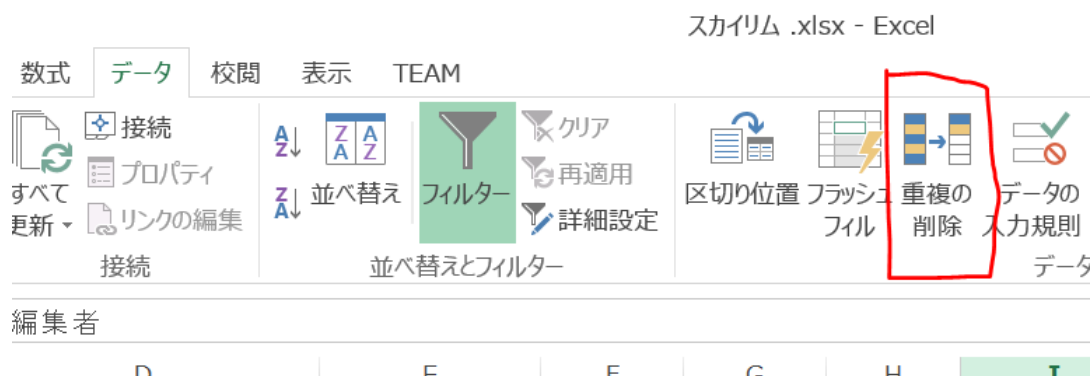 スカイリム .xlsx - Excel
数式 データ 校閲 表示 TEAM
すべて
更新
接続
プロパティ
リンクの編集
接続
並べ替え
フィルター
クリア
再適用
詳細設定
並べ替えとフィルター
区切り位置
フラッシュ
フィル
重複の
削除
データの
入力規則
データ
編集者
D E F G H I